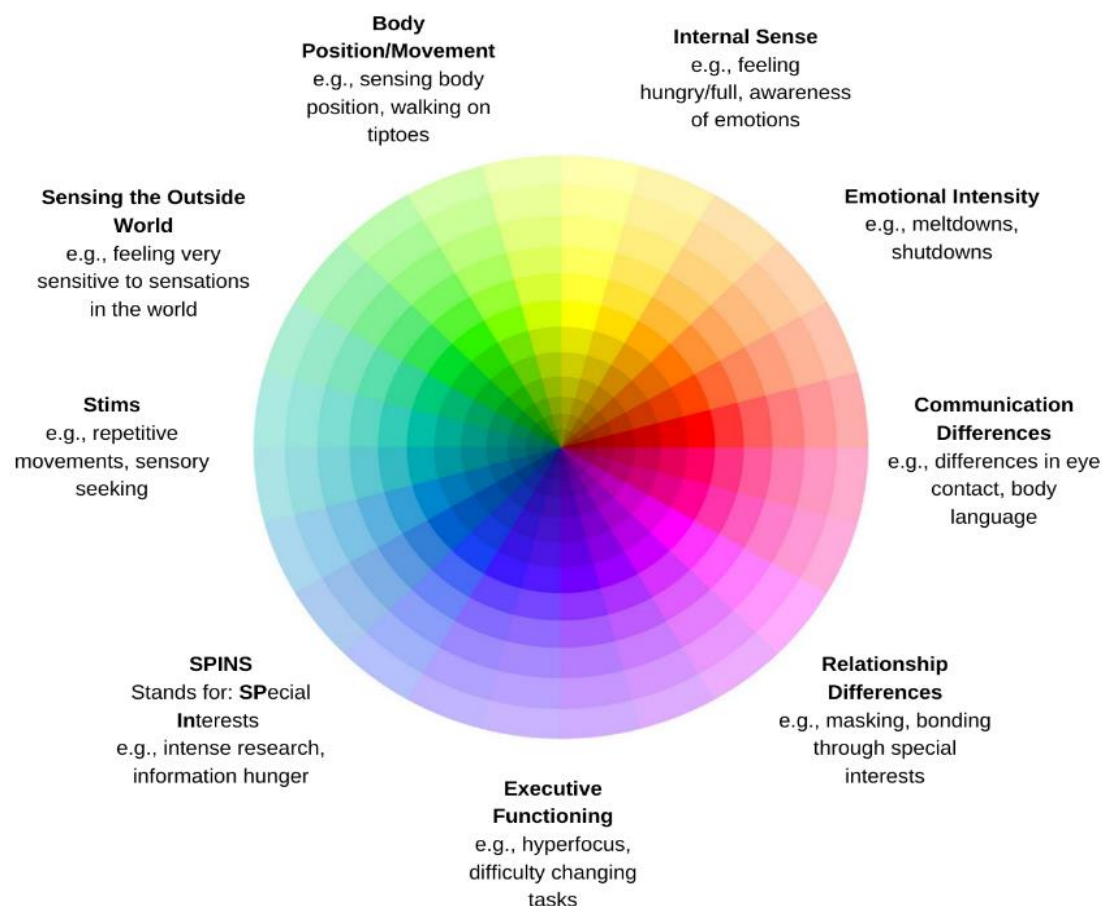 Body
Position/Movement
e.g., sensing body
position, walking on
tiptoes
Internal Sense
e.g., feeling
hungry/full, awareness
of emotions
Emotional Intensity
e.g., meltdowns,
shutdowns
Communication
Differences
e.g., differences in eye
contact, body
language
Relationship
Differences
e.g., masking, bonding
through special
interests
Executive
Functioning
e.g., hyperfocus,
difficulty changing
tasks
SPINS
Stands for: SPecial
Interests
e.g., intense research,
information hunger
Stims
e.g., repetitive
movements, sensory
seeking
Sensing the Outside
World
e.g., feeling very
sensitive to sensations
in the world